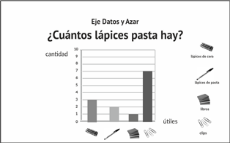 Eje Datos y Azar
¿Cuántos lápices pasta hay?
cantidad
10
9
8
7
6
5
4
3
2
1
0
útiles
lápices de cera
lápices de pasta
libros
clips